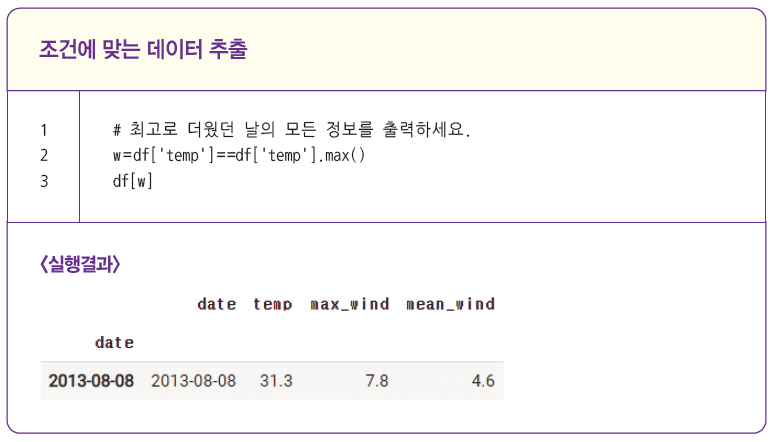 조건에 맞는 데이터 추출
1 # 최고로 더웠던 날의 모든 정보를 출력하세요.
2 w=df['temp']==df['temp'].max()
3 df[w]
〈실행결과〉
date temp max_wind mean_wind
date
2013-08-08 2013-08-08 31.3 7.8 4.6